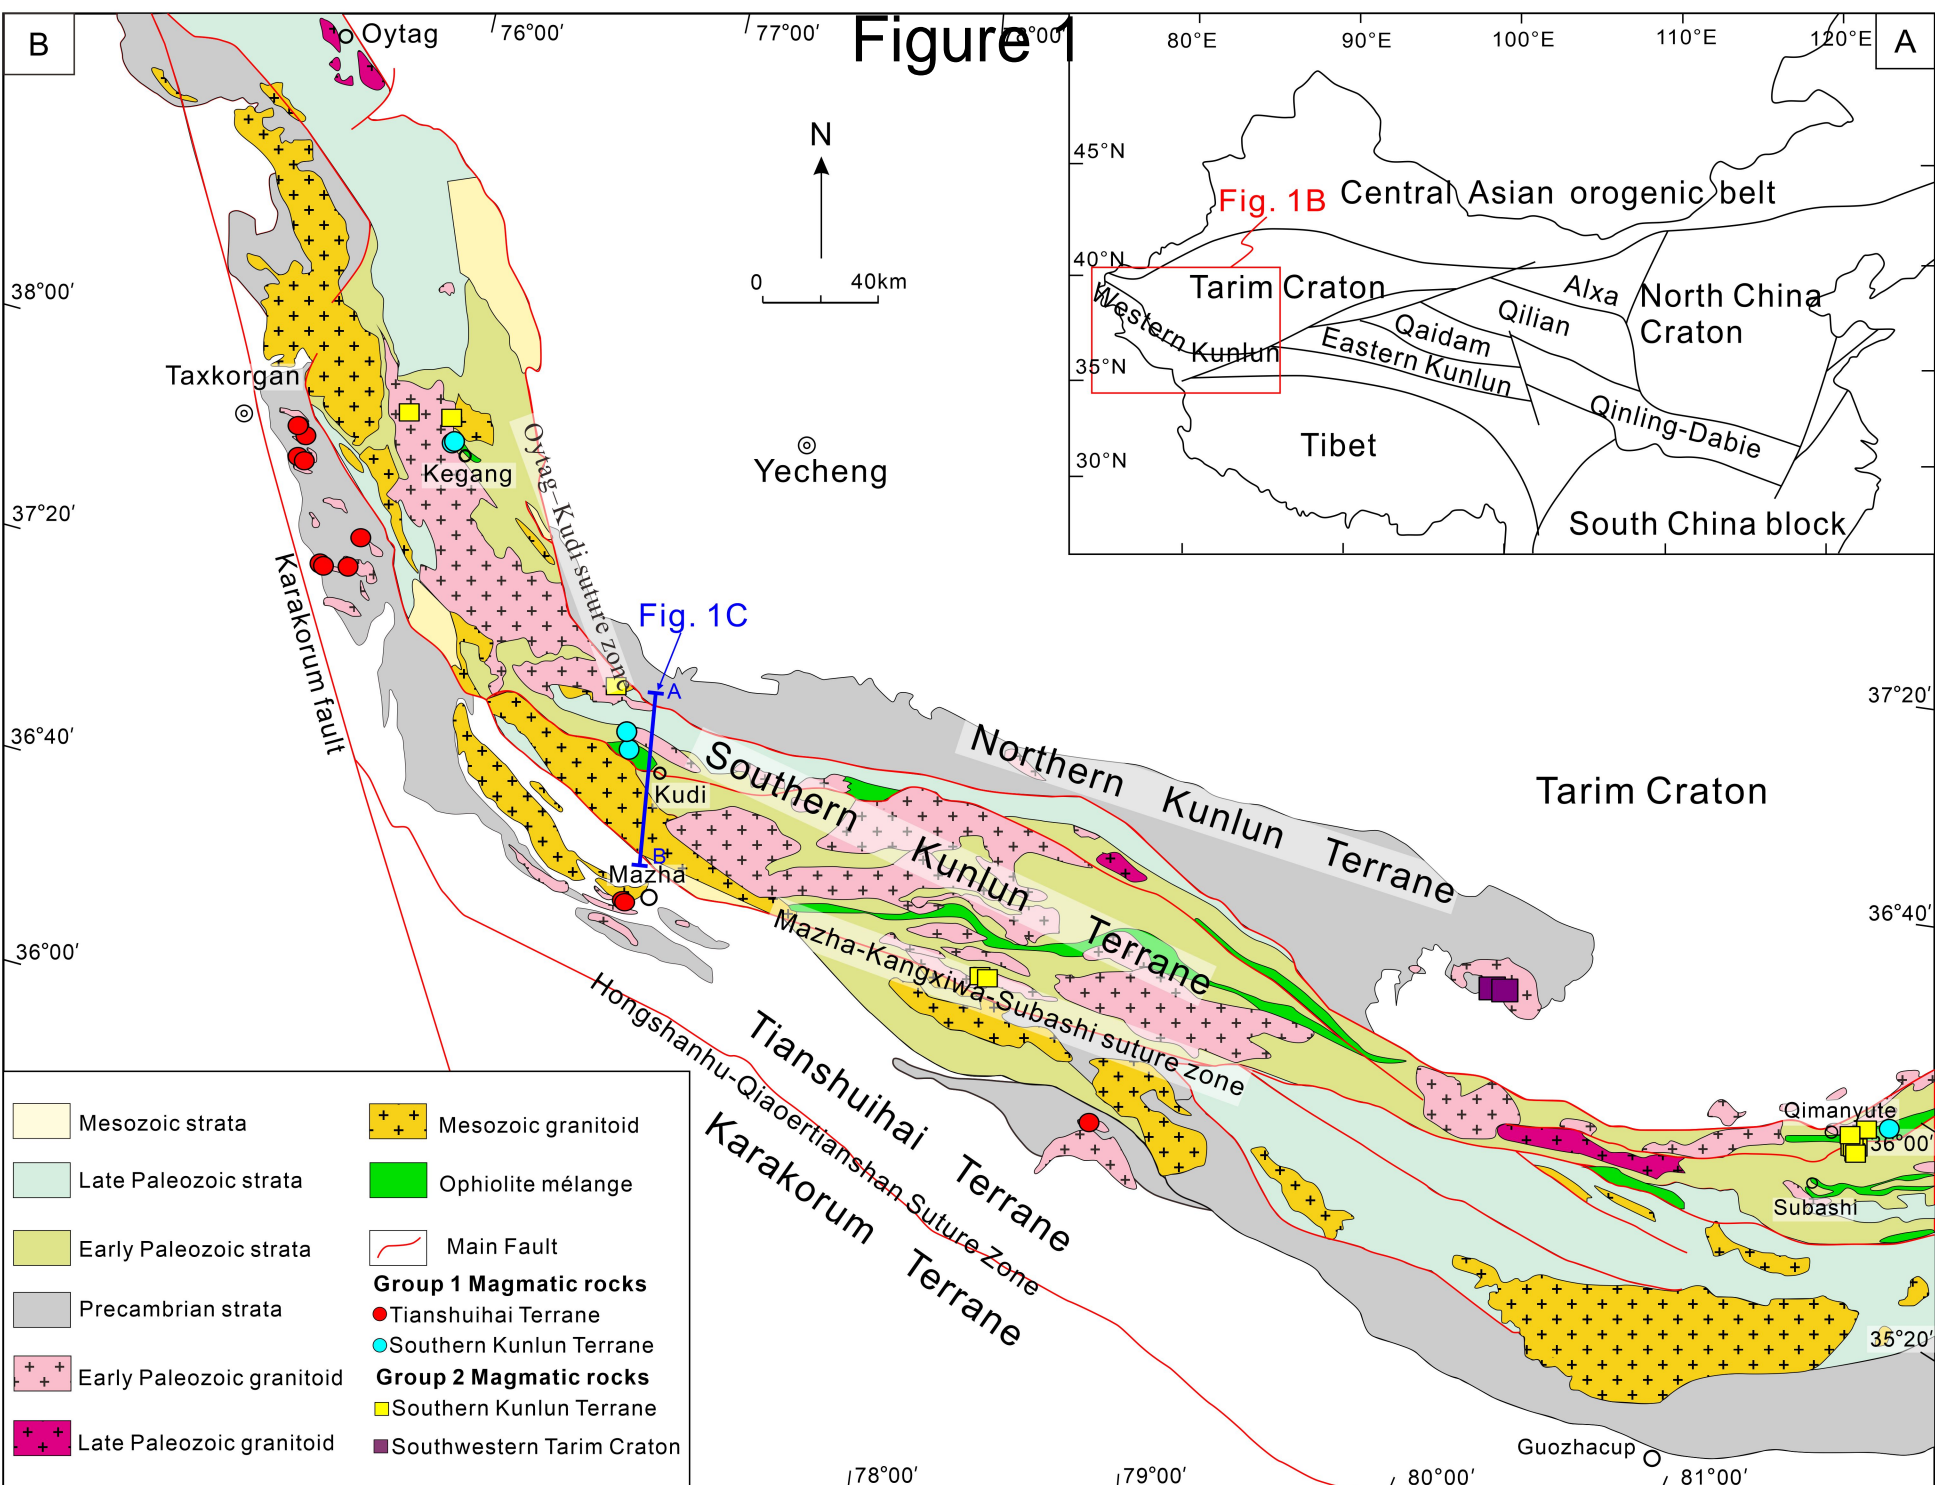 B
Oytag
76°00′
77°00′
78°00′
Figure 1
80°E
90°E
100°E
110°E
120°E
A
N
0
40km
45°N
40°N
35°N
30°N
Fig. 1B
Central Asian orogenic belt
Tarim Craton
Alxa
North China
Craton
Western
Kunlun
Qaidam
Qilian
Eastern Kunlun
Qinling-Dabie
Tibet
South China block
38°00′
Taxkorgan
Kegang
Yecheng
Oytag–Kudi suture zone
37°20′
Karakorum fault
Fig. 1C
A
B
36°40′
Kudi
Mazha
36°00′
Northern Kunlun Terrane
Southern Kunlun Terrane
Tarim Craton
37°20′
36°40′
Mazha-Kangxiwa-Subashi suture zone
Hongshanhu-Qiaoertianshan Suture Zone
Tianshuihai Terrane
Karakorum Terrane
Qimanyute
36°00′
Subashi
35°20′
Guozhacup
78°00′
79°00′
80°00′
81°00′
Mesozoic strata
Late Paleozoic strata
Early Paleozoic strata
Precambrian strata
Early Paleozoic granitoid
Late Paleozoic granitoid
Mesozoic granitoid
Ophiolite mélange
Main Fault
Group 1 Magmatic rocks
Tianshuihai Terrane
Southern Kunlun Terrane
Group 2 Magmatic rocks
Southern Kunlun Terrane
Southwestern Tarim Craton